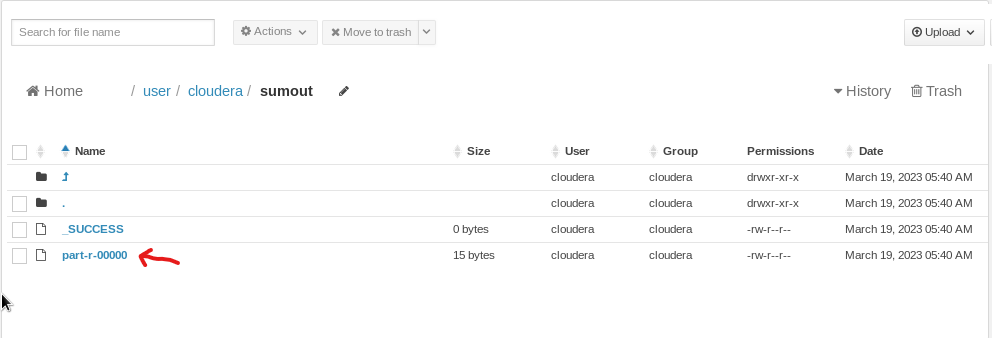 Search for file name Actions Move to trash Upload
Home / user / cloudera / sumout History Trash
Name Size User Group Permissions Date
cloudera cloudera drwxr-xr-x March 19, 2023 05:40 AM
. cloudera cloudera drwxr-xr-x March 19, 2023 05:40 AM
_SUCCESS 0 bytes cloudera cloudera -rw-r--r-- March 19, 2023 05:40 AM
part-r-00000 15 bytes cloudera cloudera -rw-r--r-- March 19, 2023 05:40 AM